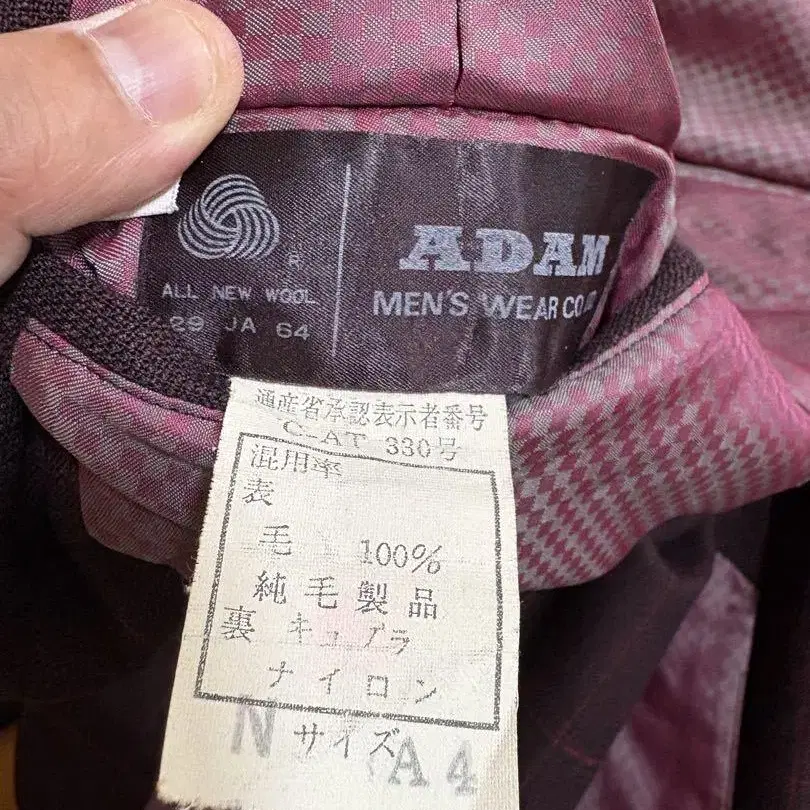 R
ALL NEW WOOL
29 JA 64
ADAM
MEN'S WEAR CO
通産省承認表示者番号
C-AT 330号
混用率
表
毛 100%
純毛製品
裏 キュプラ
ナイロン
N サイズ A4